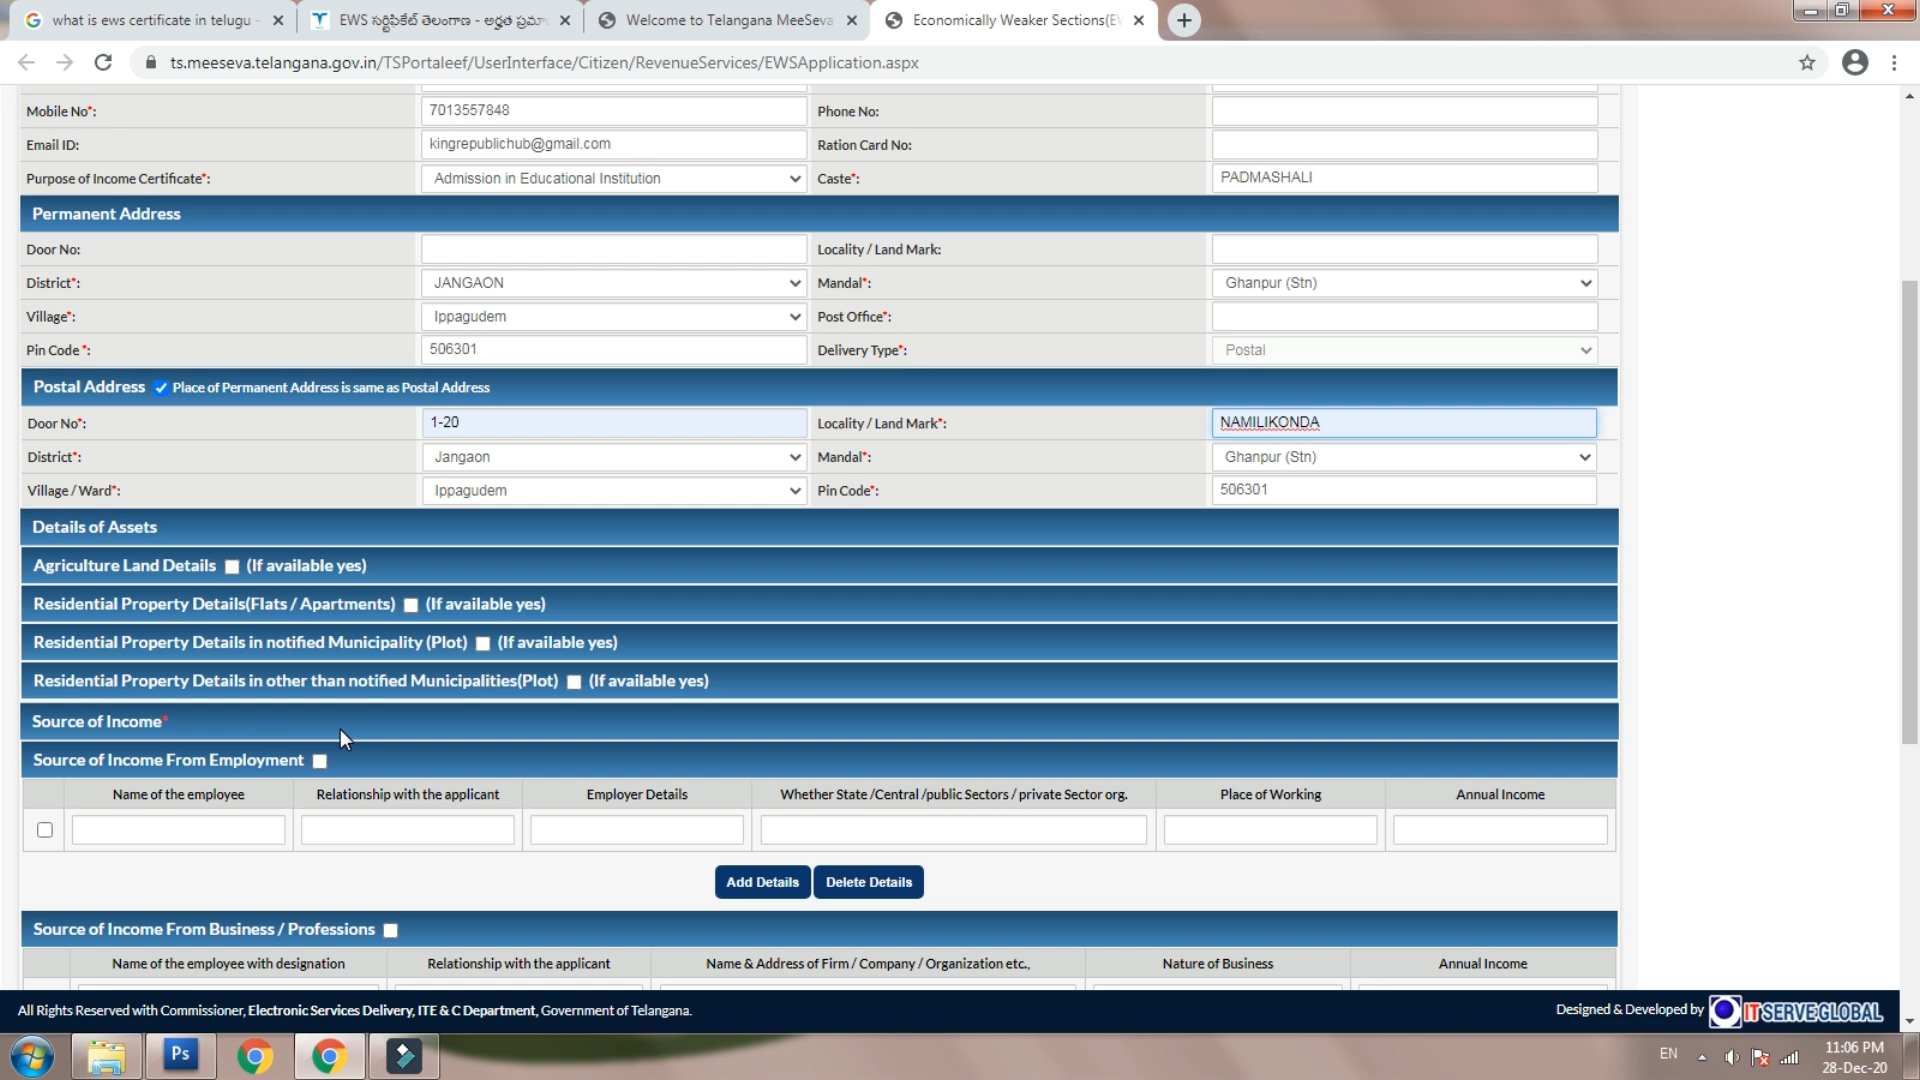 what is ews certificate in telugu -
EWS సర్టిఫికేట్ తెలంగాణ - అర్హత ప్రమా
Welcome to Telangana MeeSeva
Economically Weaker Sections(EV
ts.meeseva.telangana.gov.in/TSPortaleef/UserInterface/Citizen/RevenueServices/EWSApplication.aspx
Mobile No*: 7013557848 Phone No:
Email ID: kingrepublichub@gmail.com Ration Card No:
Purpose of Income Certificate*: Admission in Educational Institution Caste*: PADMASHALI
Permanent Address
Door No: Locality / Land Mark:
District*: JANGAON Mandal*: Ghanpur (Stn)
Village*: Ippagudem Post Office*:
Pin Code *: 506301 Delivery Type*: Postal
Postal Address Place of Permanent Address is same as Postal Address
Door No*: 1-20 Locality / Land Mark*: NAMILIKONDA
District*: Jangaon Mandal*: Ghanpur (Stn)
Village / Ward*: Ippagudem Pin Code*: 506301
Details of Assets
Agriculture Land Details (If available yes)
Residential Property Details(Flats / Apartments) (If available yes)
Residential Property Details in notified Municipality (Plot) (If available yes)
Residential Property Details in other than notified Municipalities(Plot) (If available yes)
Source of Income*
Source of Income From Employment
Name of the employee Relationship with the applicant Employer Details Whether State /Central /public Sectors / private Sector org. Place of Working Annual Income
Add Details Delete Details
Source of Income From Business / Professions
Name of the employee with designation Relationship with the applicant Name & Address of Firm / Company / Organization etc., Nature of Business Annual Income
All Rights Reserved with Commissioner, Electronic Services Delivery, ITE & C Department, Government of Telangana. Designed & Developed by IT SERVE GLOBAL
Ps
EN
11:06 PM
28-Dec-20